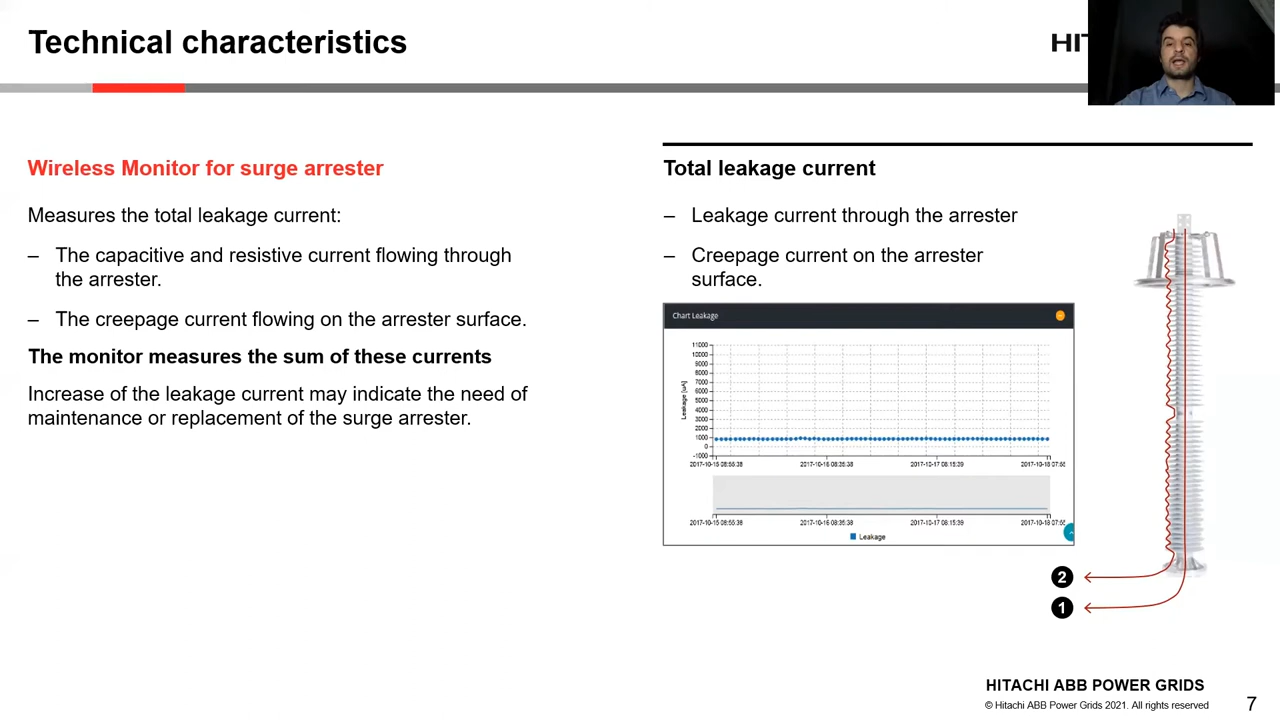 Technical characteristics
HIT
Wireless Monitor for surge arrester
Measures the total leakage current:
– The capacitive and resistive current flowing through
the arrester.
– The creepage current flowing on the arrester surface.
The monitor measures the sum of these currents
Increase of the leakage current may indicate the need of
maintenance or replacement of the surge arrester.
Total leakage current
– Leakage current through the arrester
– Creepage current on the arrester
surface.
Chart Leakage
Leakage [uA]
11000
10000
9000
8000
7000
6000
5000
4000
3000
2000
1000
0
-1000
2017-10-15 08:55:38 2017-10-16 08:35:38 2017-10-17 08:15:39 2017-10-18 07:55
2017-10-15 08:55:38 2017-10-16 08:35:38 2017-10-17 08:15:39 2017-10-18 07:55
Leakage
2
1
HITACHI ABB POWER GRIDS
© Hitachi ABB Power Grids 2021. All rights reserved
7